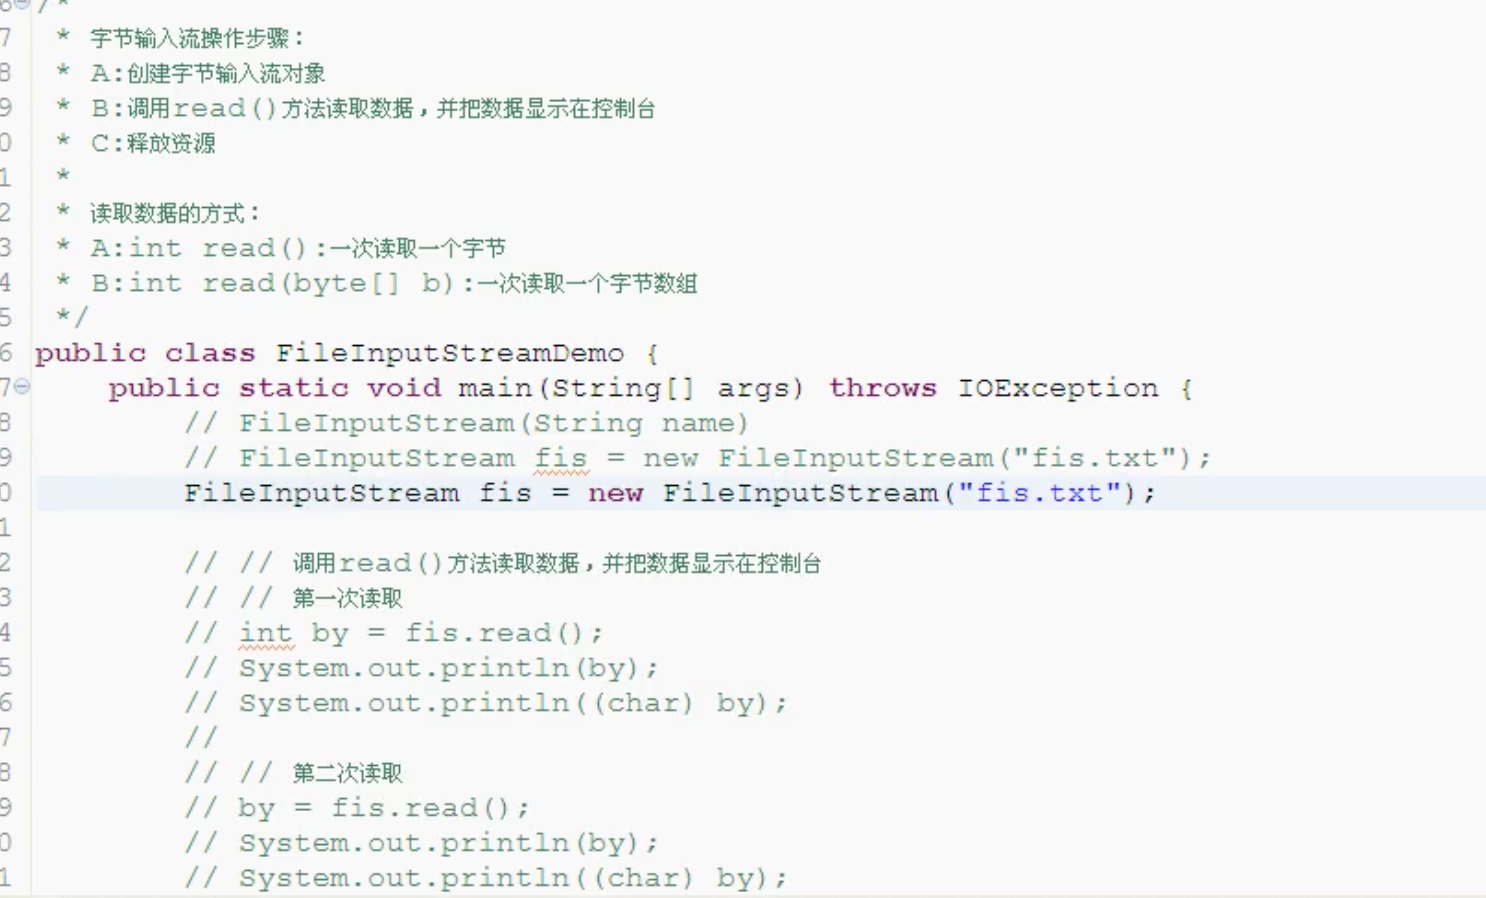 6 /*
7  * 字节输入流操作步骤：
8  * A:创建字节输入流对象
9  * B:调用read()方法读取数据，并把数据显示在控制台
0  * C:释放资源
1  *
2  * 读取数据的方式：
3  * A:int read():一次读取一个字节
4  * B:int read(byte[] b):一次读取一个字节数组
5  */
6 public class FileInputStreamDemo {
7     public static void main(String[] args) throws IOException {
8         // FileInputStream(String name)
9         // FileInputStream fis = new FileInputStream("fis.txt");
0         FileInputStream fis = new FileInputStream("fis.txt");
1
2         // // 调用read()方法读取数据，并把数据显示在控制台
3         // // 第一次读取
4         // int by = fis.read();
5         // System.out.println(by);
6         // System.out.println((char) by);
7         //
8         // // 第二次读取
9         // by = fis.read();
0         // System.out.println(by);
1         // System.out.println((char) by);